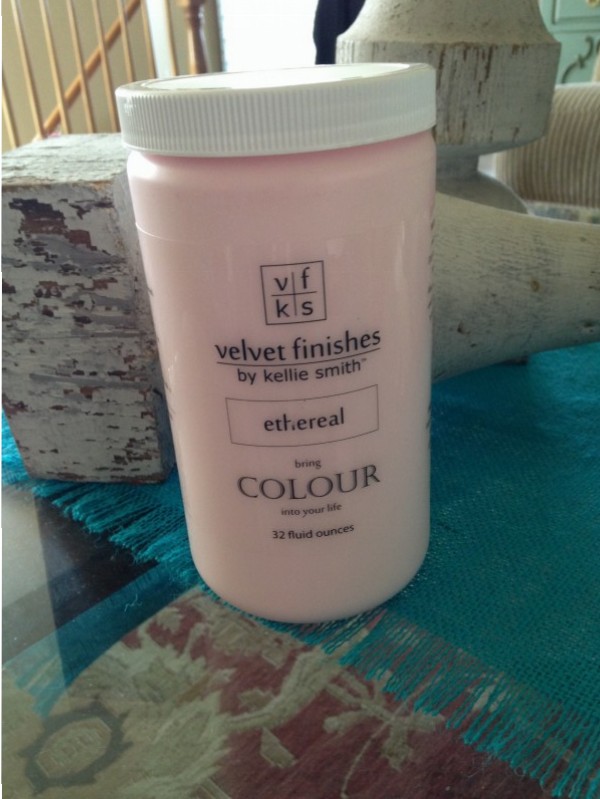 v f
k s
velvet finishes
by kellie smith™
ethereal
bring
COLOUR
into your life
32 fluid ounces